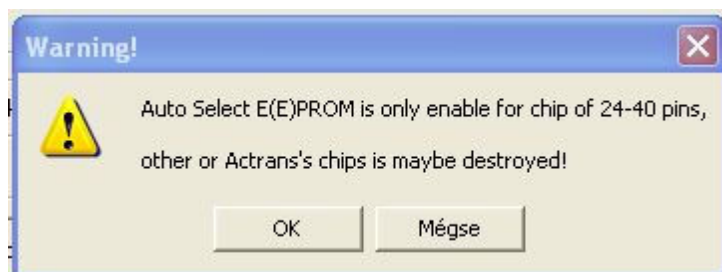 Warning!
Auto Select E(E)PROM is only enable for chip of 24-40 pins,
other or Actrans's chips is maybe destroyed!
OK Mégse